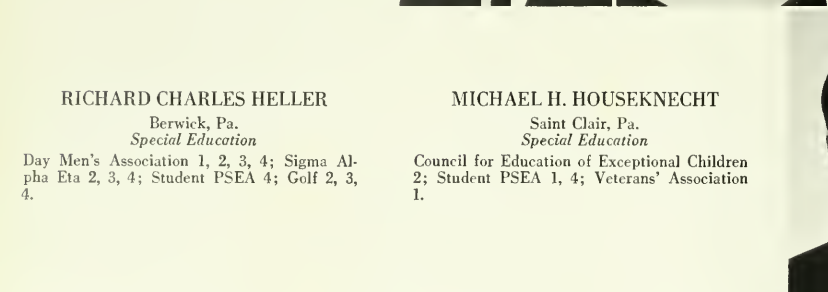 RICHARD CHARLES HELLER
Berwick, Pa.
Special Education
Day Men's Association 1, 2, 3, 4; Sigma Al-
pha Eta 2, 3, 4; Student PSEA 4; Golf 2, 3,
4.
MICHAEL H. HOUSEKNECHT
Saint Clair, Pa.
Special Education
Council for Education of Exceptional Children
2; Student PSEA 1, 4; Veterans' Association
1.